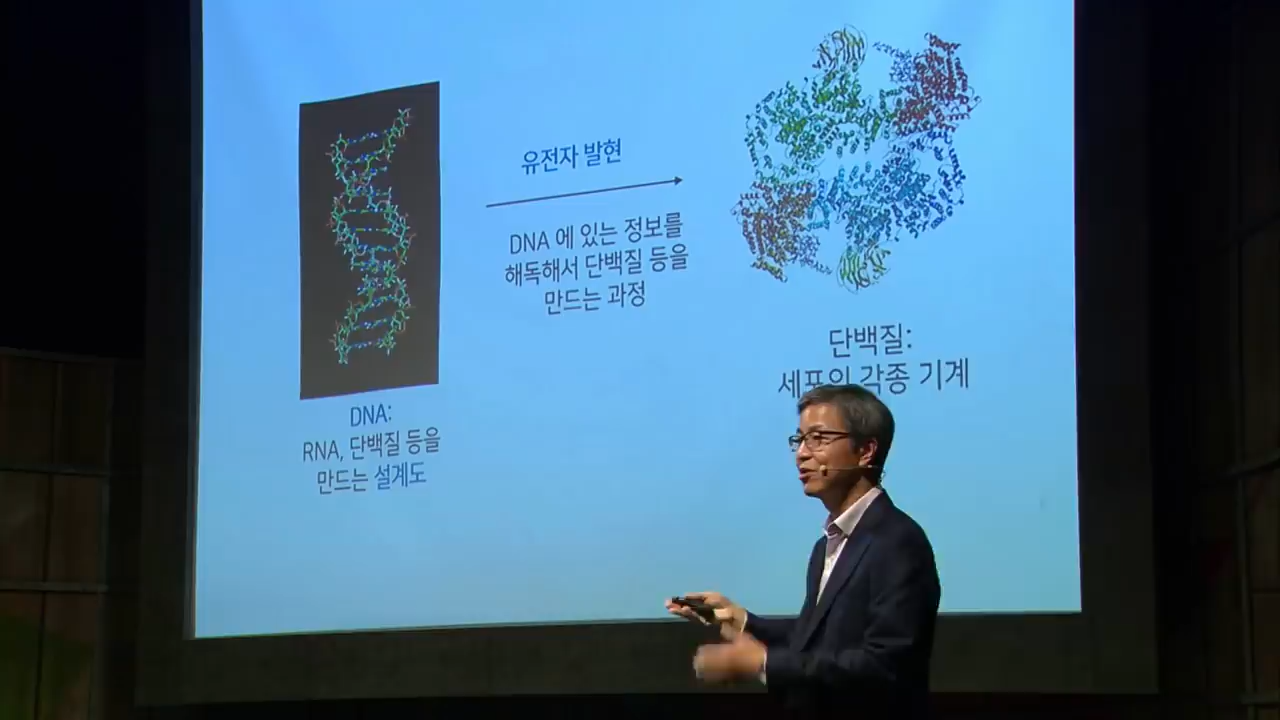 유전자 발현
DNA 에 있는 정보를
해독해서 단백질 등을
만드는 과정
DNA:
RNA, 단백질 등을
만드는 설계도
단백질:
세포의 각종 기계